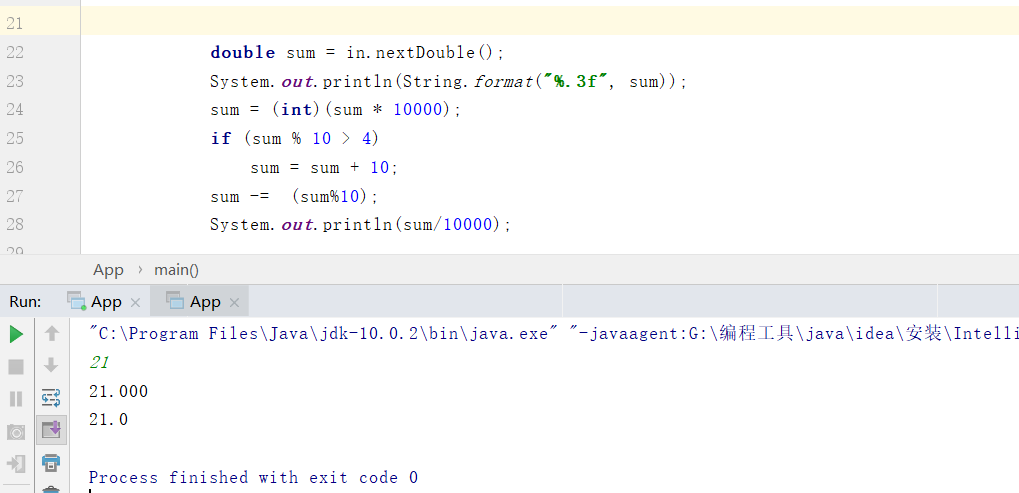 21
22 double sum = in.nextDouble();
23 System.out.println(String.format("%.3f", sum));
24 sum = (int)(sum * 10000);
25 if (sum % 10 > 4)
26 sum = sum + 10;
27 sum -= (sum%10);
28 System.out.println(sum/10000);
29
App › main()
Run: App × App ×
"C:\Program Files\Java\jdk-10.0.2\bin\java.exe" "-javaagent:G:\编程工具\java\idea\安装\Intelli
21
21.000
21.0
Process finished with exit code 0